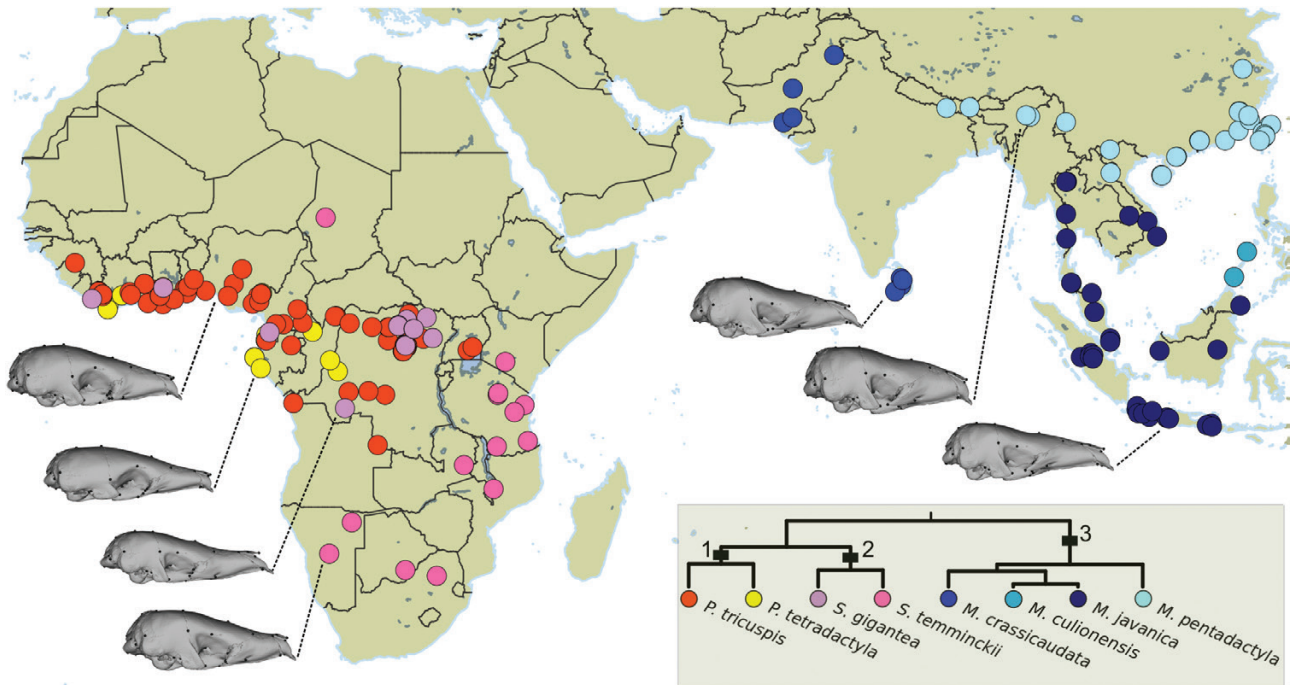 1
2
3
P. tricuspis
P. tetradactyla
S. gigantea
S. temminckii
M. crassicaudata
M. culionensis
M. javanica
M. pentadactyla